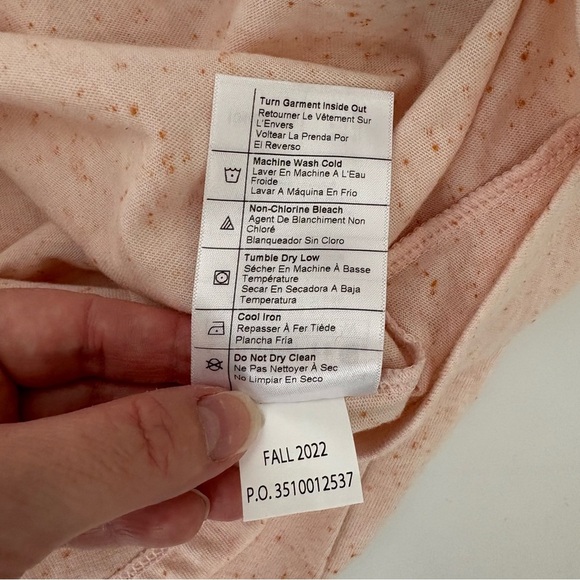 Turn Garment Inside Out
Retourner Le Vêtement Sur
L'Envers
Voltear La Prenda Por
El Reverso
Machine Wash Cold
Laver En Machine A L'Eau
Froide
Lavar A Máquina En Frio
Non-Chlorine Bleach
Agent De Blanchiment Non
Chloré
Blanqueador Sin Cloro
Tumble Dry Low
Sécher En Machine À Basse
Température
Secar En Secadora A Baja
Temperatura
Cool Iron
Repasser À Fer Tiède
Plancha Fría
Do Not Dry Clean
Ne Pas Nettoyer À Sec
No Limpiar En Seco
FALL 2022
P.O. 3510012537